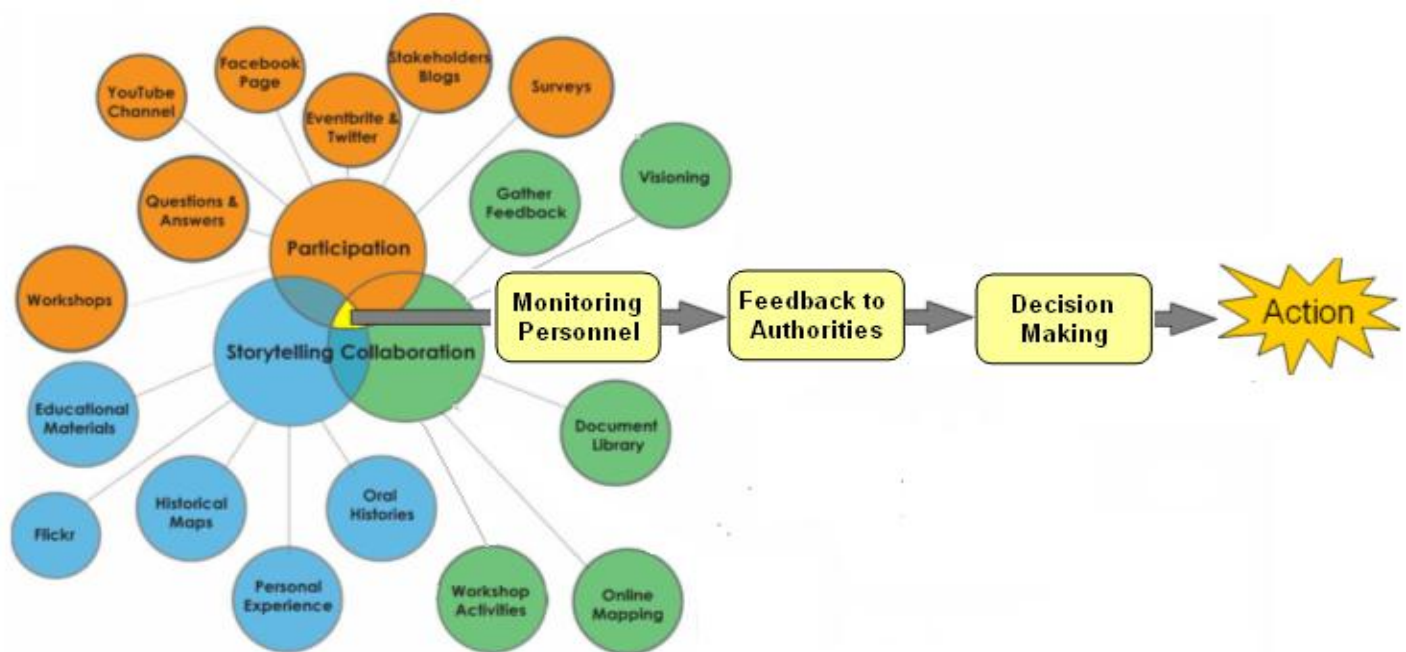 Facebook
Page
Stakeholders
Blogs
YouTube
Channel
Eventbrite &
Twitter
Surveys
Questions &
Answers
Gather
Feedback
Visioning
Participation
Workshops
Monitoring
Personnel
Feedback to
Authorities
Decision
Making
Action
Storytelling
Collaboration
Educational
Materials
Document
Library
Historical
Maps
Oral
Histories
Flickr
Personal
Experience
Workshop
Activities
Online
Mapping